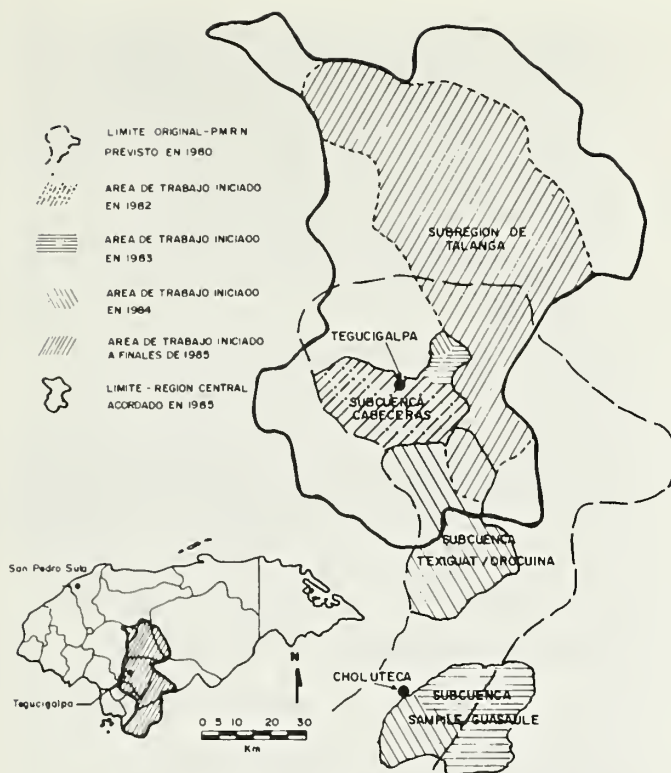 LIMITE ORIGINAL-PMRN
PREVISTO EN 1980
AREA DE TRABAJO INICIADO
EN 1982
AREA DE TRABAJO INICIADO
EN 1983
AREA DE TRABAJO INICIADO
EN 1984
AREA DE TRABAJO INICIADO
A FINALES DE 1985
LIMITE - REGION CENTRAL
ACORDADO EN 1985
SUBREGION DE
TALANGA
TEGUCIGALPA
SUBCUENCA
CABECERAS
SUBCUENCA
TEXIGUAT / OROCUINA
CHOLUTECA
SUBCUENCA
SAMPILE GUASAULE
San Pedro Sula
Tegucigalpa
N
0 5 10 20 30
Km